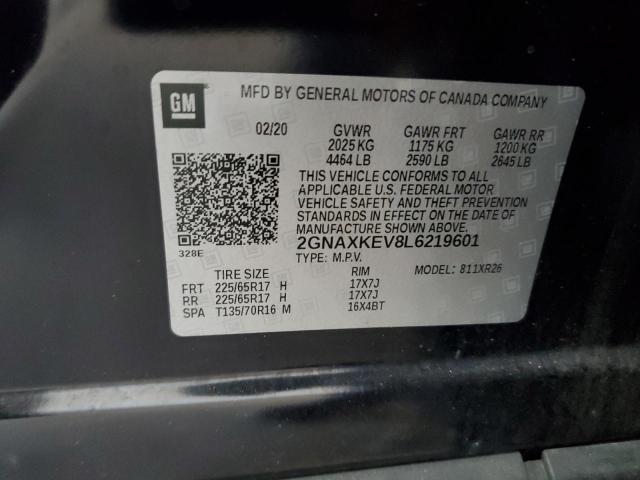 GM
MFD BY GENERAL MOTORS OF CANADA COMPANY
02/20 GVWR GAWR FRT GAWR RR
2025 KG 1175 KG 1200 KG
4464 LB 2590 LB 2645 LB
THIS VEHICLE CONFORMS TO ALL
APPLICABLE U.S. FEDERAL MOTOR
VEHICLE SAFETY AND THEFT PREVENTION
STANDARDS IN EFFECT ON THE DATE OF
MANUFACTURE SHOWN ABOVE.
328E 2GNAXKEV8L6219601
TYPE: M.P.V. MODEL: 811XR26
TIRE SIZE RIM
FRT 225/65R17 H 17X7J
RR 225/65R17 H 17X7J
SPA T135/70R16 M 16X4BT